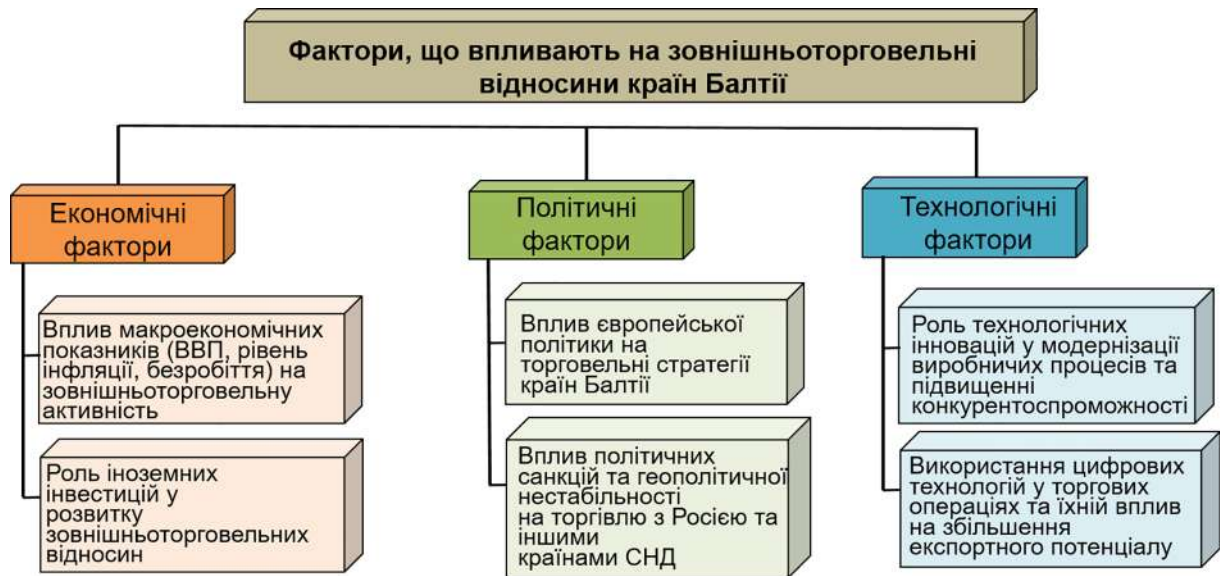 Фактори, що впливають на зовнішньоторговельні
відносини країн Балтії
Економічні
фактори
Вплив макроекономічних
показників (ВВП, рівень
інфляції, безробіття) на
зовнішньоторговельну
активність
Роль іноземних
інвестицій у
розвитку
зовнішньоторговельних
відносин
Політичні
фактори
Вплив європейської
політики на
торговельні стратегії
країн Балтії
Вплив політичних
санкцій та геополітичної
нестабільності
на торгівлю з Росією та
іншими
країнами СНД
Технологічні
фактори
Роль технологічних
інновацій у модернізації
виробничих процесів та
підвищенні
конкурентоспроможності
Використання цифрових
технологій у торгових
операціях та їхній вплив
на збільшення
експортного потенціалу